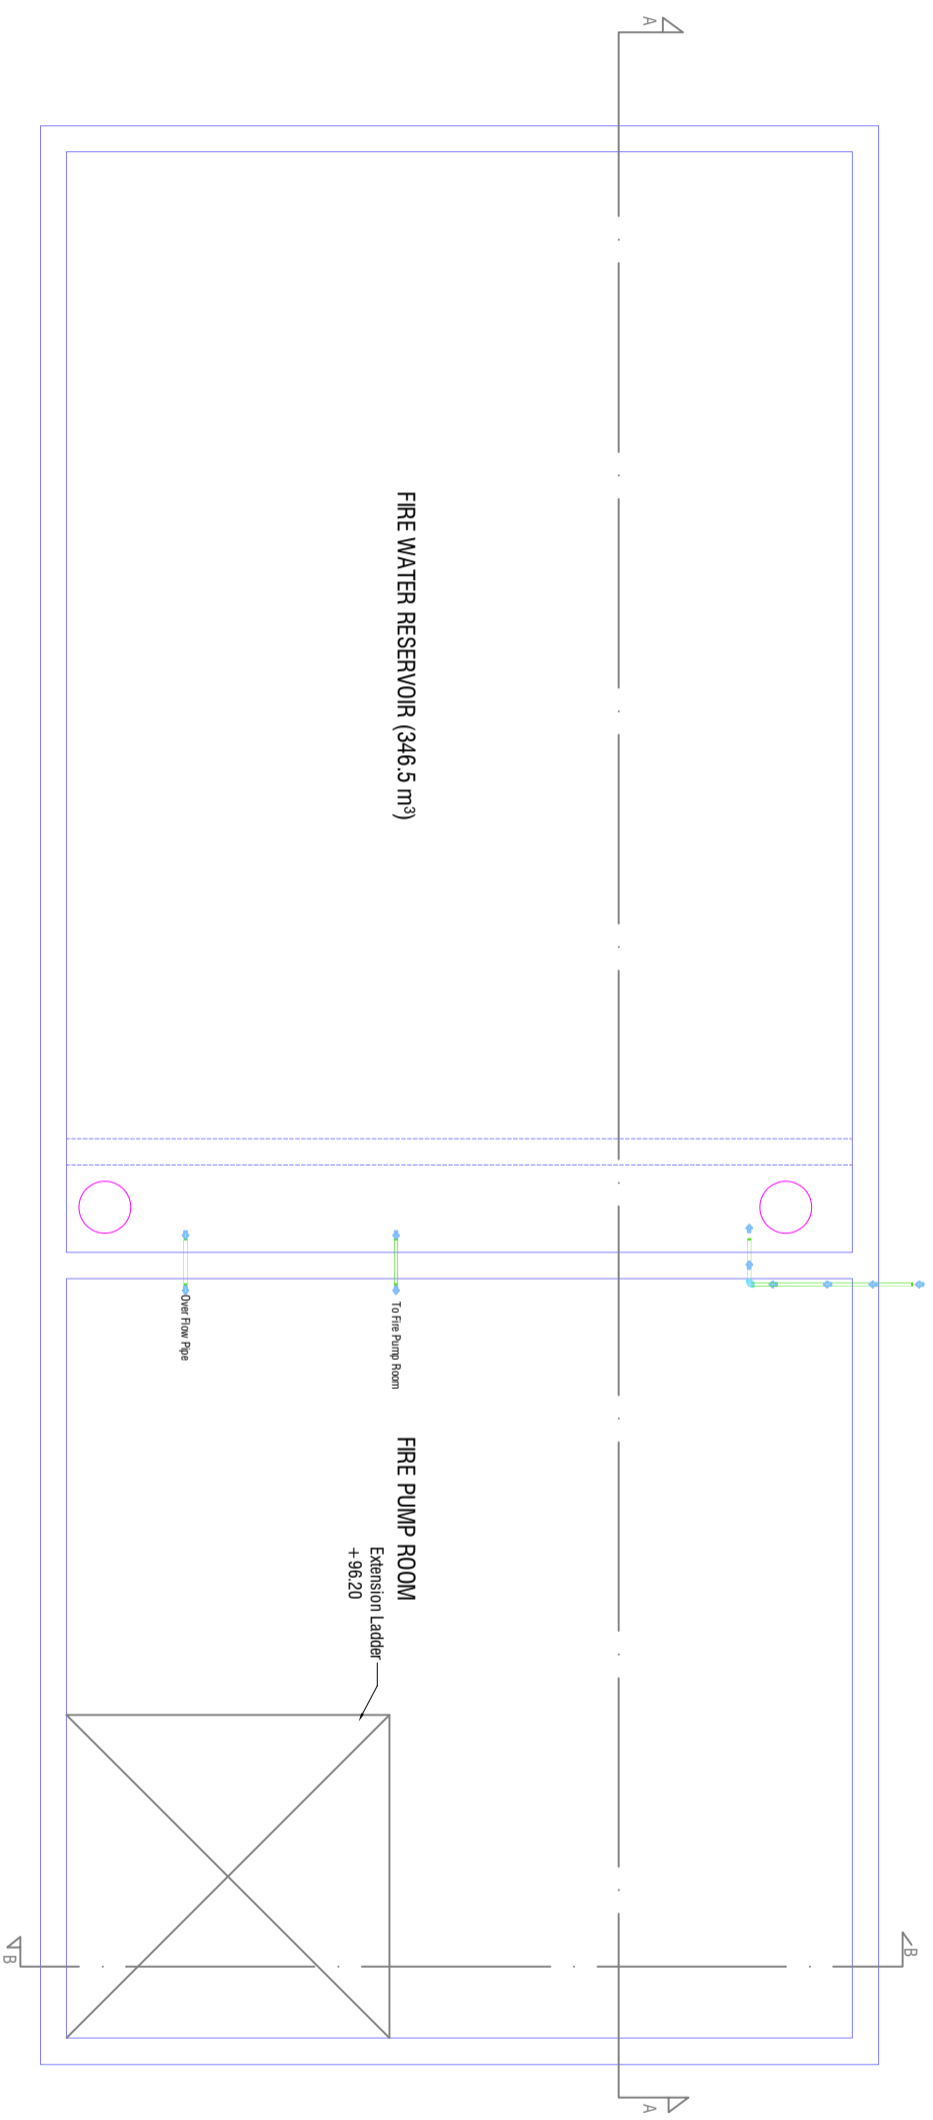 A
FIRE WATER RESERVOIR (346.5 m³)
Over Flow Pipe
To Fire Pump Room
FIRE PUMP ROOM
Extension Ladder
+96.20
B
B
A